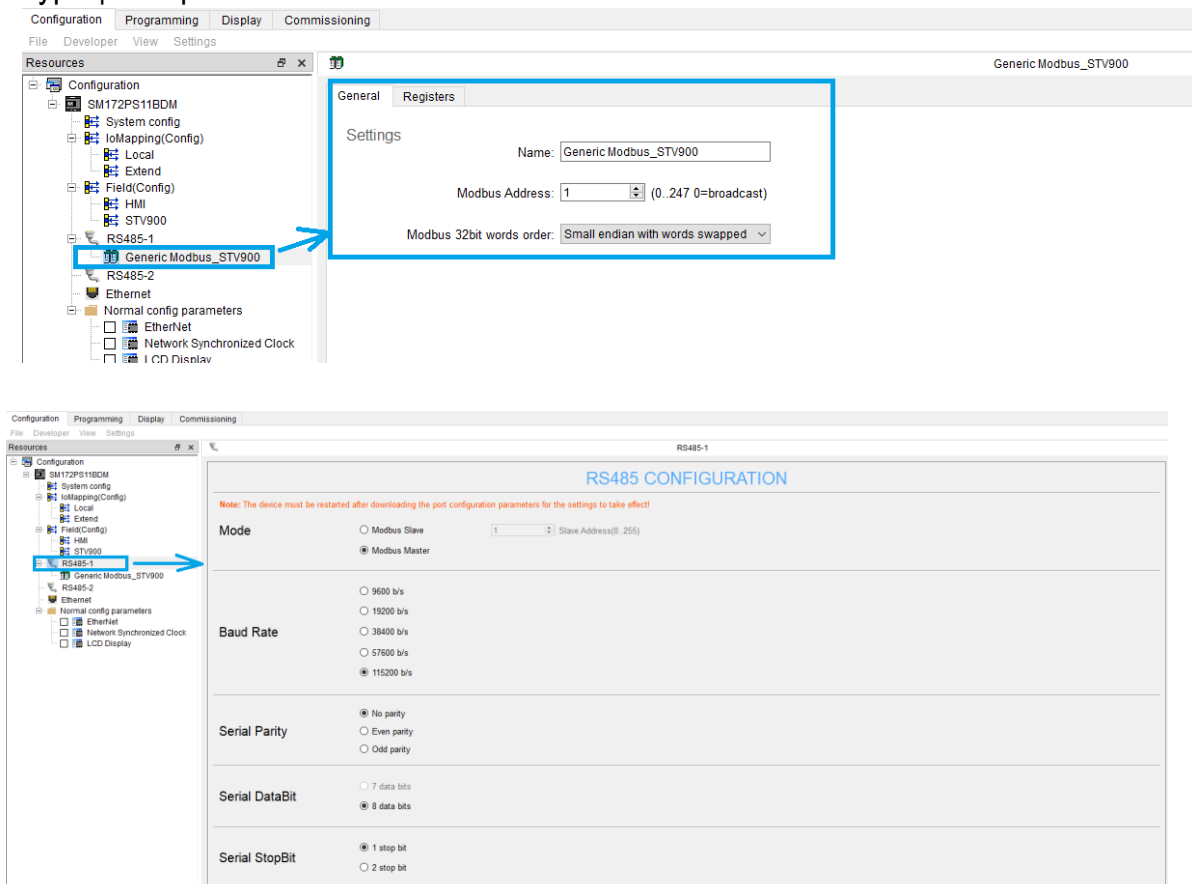 Configuration Programming Display Commissioning
File Developer View Settings
Resources
Generic Modbus_STV900
Configuration
SM172PS11BDM
System config
IoMapping(Config)
Local
Extend
Field(Config)
HMI
STV900
RS485-1
Generic Modbus_STV900
RS485-2
Ethernet
Normal config parameters
EtherNet
Network Synchronized Clock
LCD Display
General Registers
Settings
Name: Generic Modbus_STV900
Modbus Address: 1 (0..247 0=broadcast)
Modbus 32bit words order: Small endian with words swapped
Configuration Programming Display Commissioning
File Developer View Settings
Resources
RS485-1
Configuration
SM172PS11BDM
System config
IoMapping(Config)
Local
Extend
Field(Config)
HMI
STV900
RS485-1
Generic Modbus_STV900
RS485-2
Ethernet
Normal config parameters
EtherNet
Network Synchronized Clock
LCD Display
RS485 CONFIGURATION
Note: The device must be restarted after downloading the port configuration parameters for the settings to take effect!
Mode
Modbus Slave 1 Slave Address(0..255)
Modbus Master
Baud Rate
9600 b/s
19200 b/s
38400 b/s
57600 b/s
115200 b/s
Serial Parity
No parity
Even parity
Odd parity
Serial DataBit
7 data bits
8 data bits
Serial StopBit
1 stop bit
2 stop bit